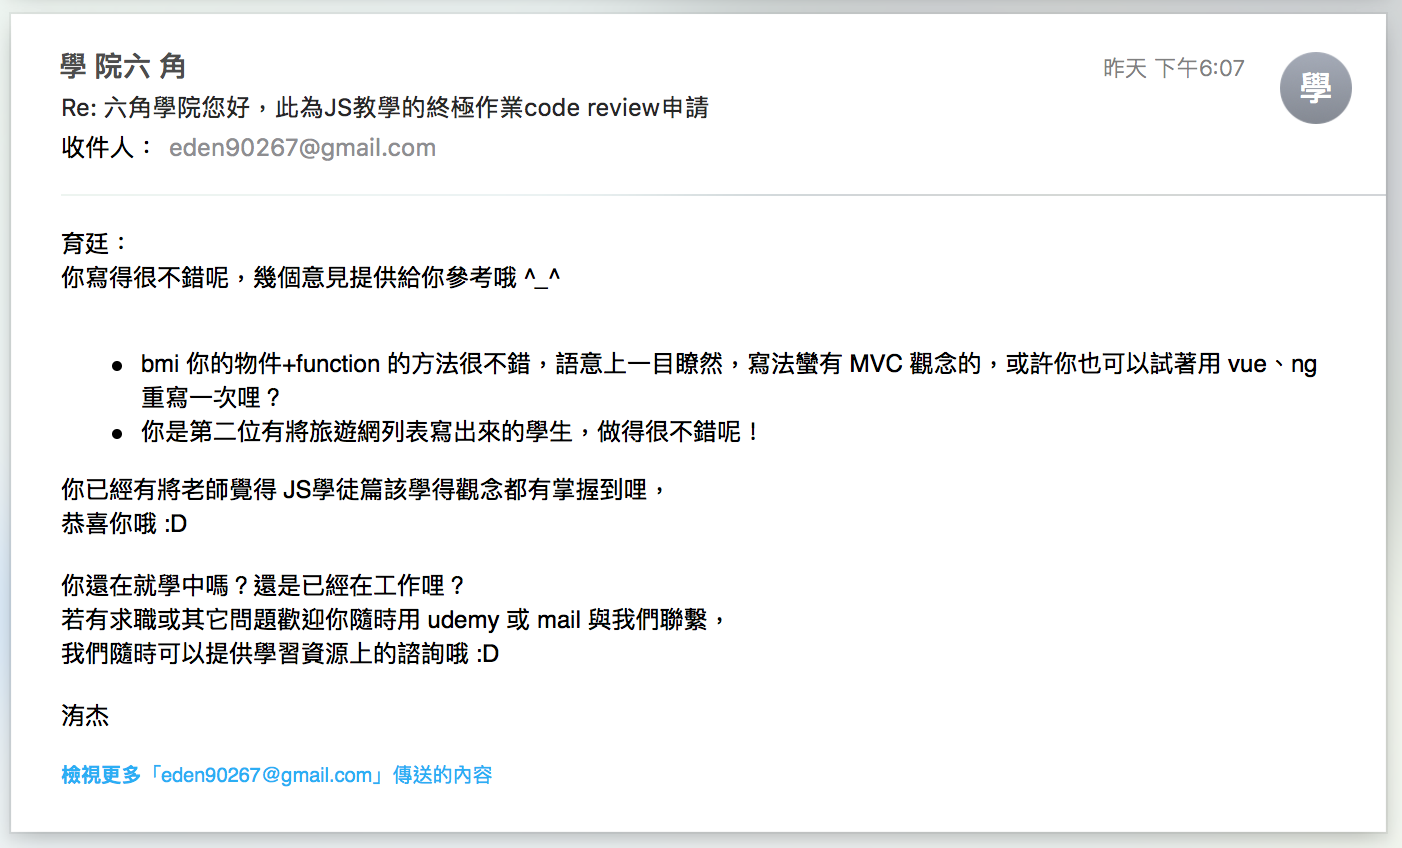 學 院六 角
昨天 下午6:07
學
Re: 六角學院您好，此為JS教學的終極作業code review申請
收件人： eden90267@gmail.com
育廷：
你寫得很不錯呢，幾個意見提供給你參考哦 ^_^
● bmi 你的物件+function 的方法很不錯，語意上一目瞭然，寫法蠻有 MVC 觀念的，或許你也可以試著用 vue、ng
重寫一次哩？
● 你是第二位有將旅遊網列表寫出來的學生，做得很不錯呢！
你已經有將老師覺得 JS學徒篇該學得觀念都有掌握到哩，
恭喜你哦 :D
你還在就學中嗎？還是已經在工作哩？
若有求職或其它問題歡迎你隨時用 udemy 或 mail 與我們聯繫，
我們隨時可以提供學習資源上的諮詢哦 :D
洧杰
檢視更多「eden90267@gmail.com」傳送的內容